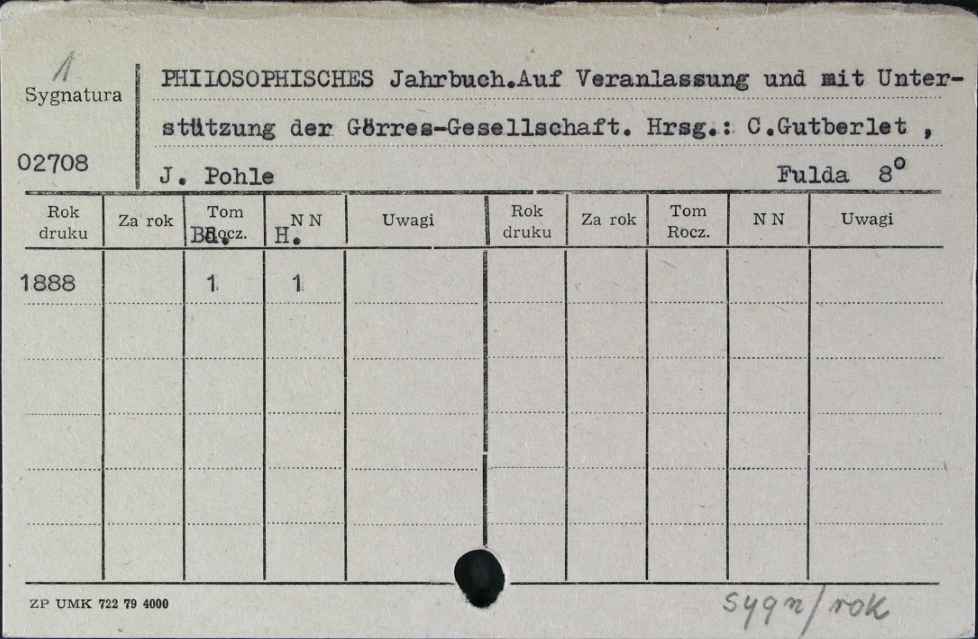 1
Sygnatura
PHILOSOPHISCHES Jahrbuch.Auf Veranlassung und mit Unter-
stützung der Görres-Gesellschaft. Hrsg.: C.Gutberlet ,
02708
J. Pohle Fulda 8°
Rok druku Za rok Tom Rocz. Bd. N N H. Uwagi Rok druku Za rok Tom Rocz. N N Uwagi
1888 1 1
ZP UMK 722 79 4000
sygn/rok